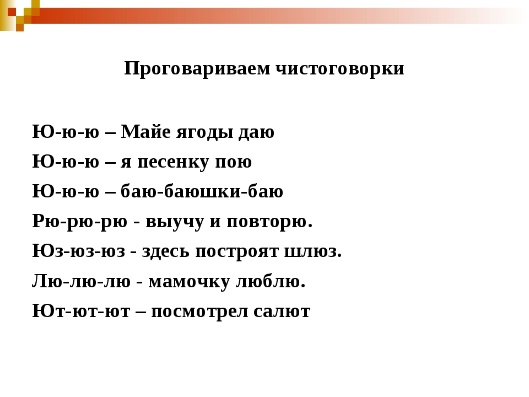 Проговариваем чистоговорки
Ю-ю-ю – Майе ягоды даю
Ю-ю-ю – я песенку пою
Ю-ю-ю – баю-баюшки-баю
Рю-рю-рю - выучу и повторю.
Юз-юз-юз - здесь построят шлюз.
Лю-лю-лю - мамочку люблю.
Ют-ют-ют – посмотрел салют